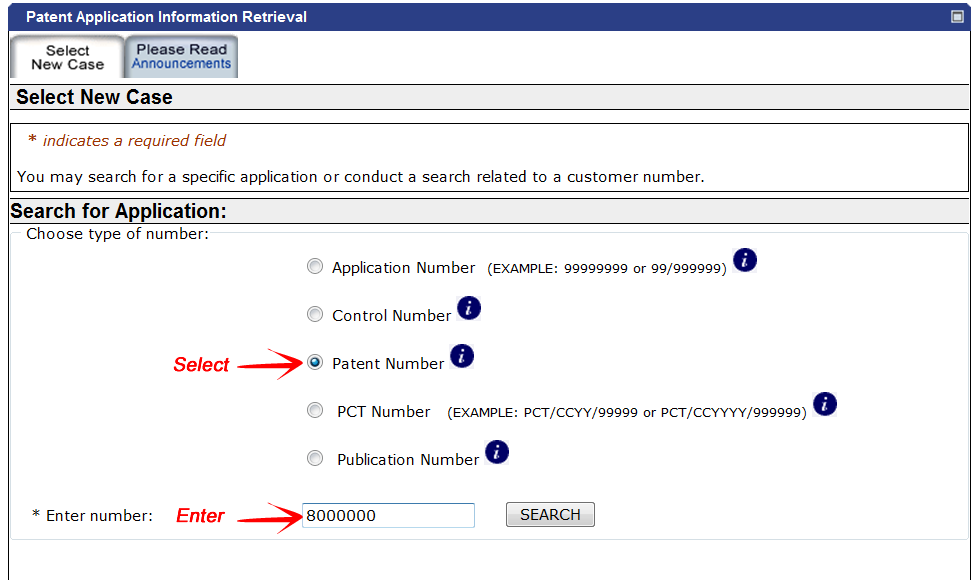 Patent Application Information Retrieval
Select
New Case
Please Read
Announcements
Select New Case
* indicates a required field
You may search for a specific application or conduct a search related to a customer number.
Search for Application:
Choose type of number:
Application Number (EXAMPLE: 99999999 or 99/999999) i
Control Number i
Select Patent Number i
PCT Number (EXAMPLE: PCT/CCYY/99999 or PCT/CCYYYY/999999) i
Publication Number i
* Enter number: Enter 8000000 SEARCH